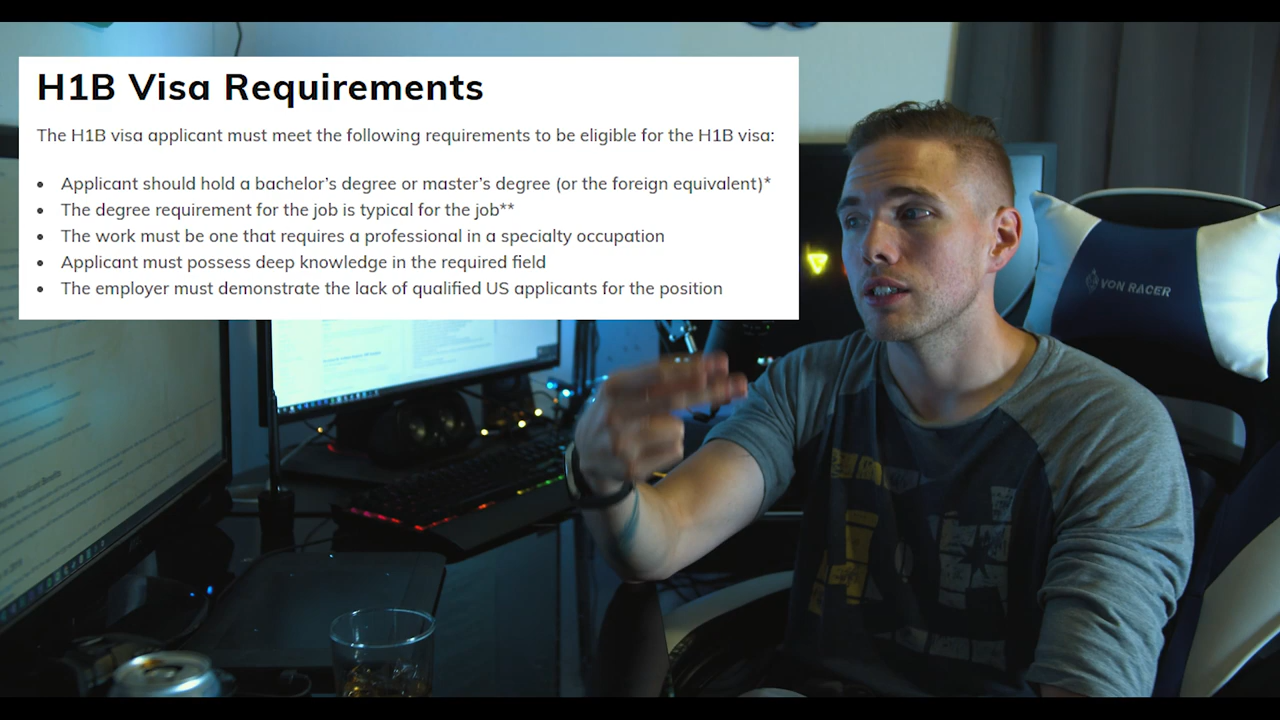 H1B Visa Requirements
The H1B visa applicant must meet the following requirements to be eligible for the H1B visa:
• Applicant should hold a bachelor’s degree or master’s degree (or the foreign equivalent)*
• The degree requirement for the job is typical for the job**
• The work must be one that requires a professional in a specialty occupation
• Applicant must possess deep knowledge in the required field
• The employer must demonstrate the lack of qualified US applicants for the position
VON RACER